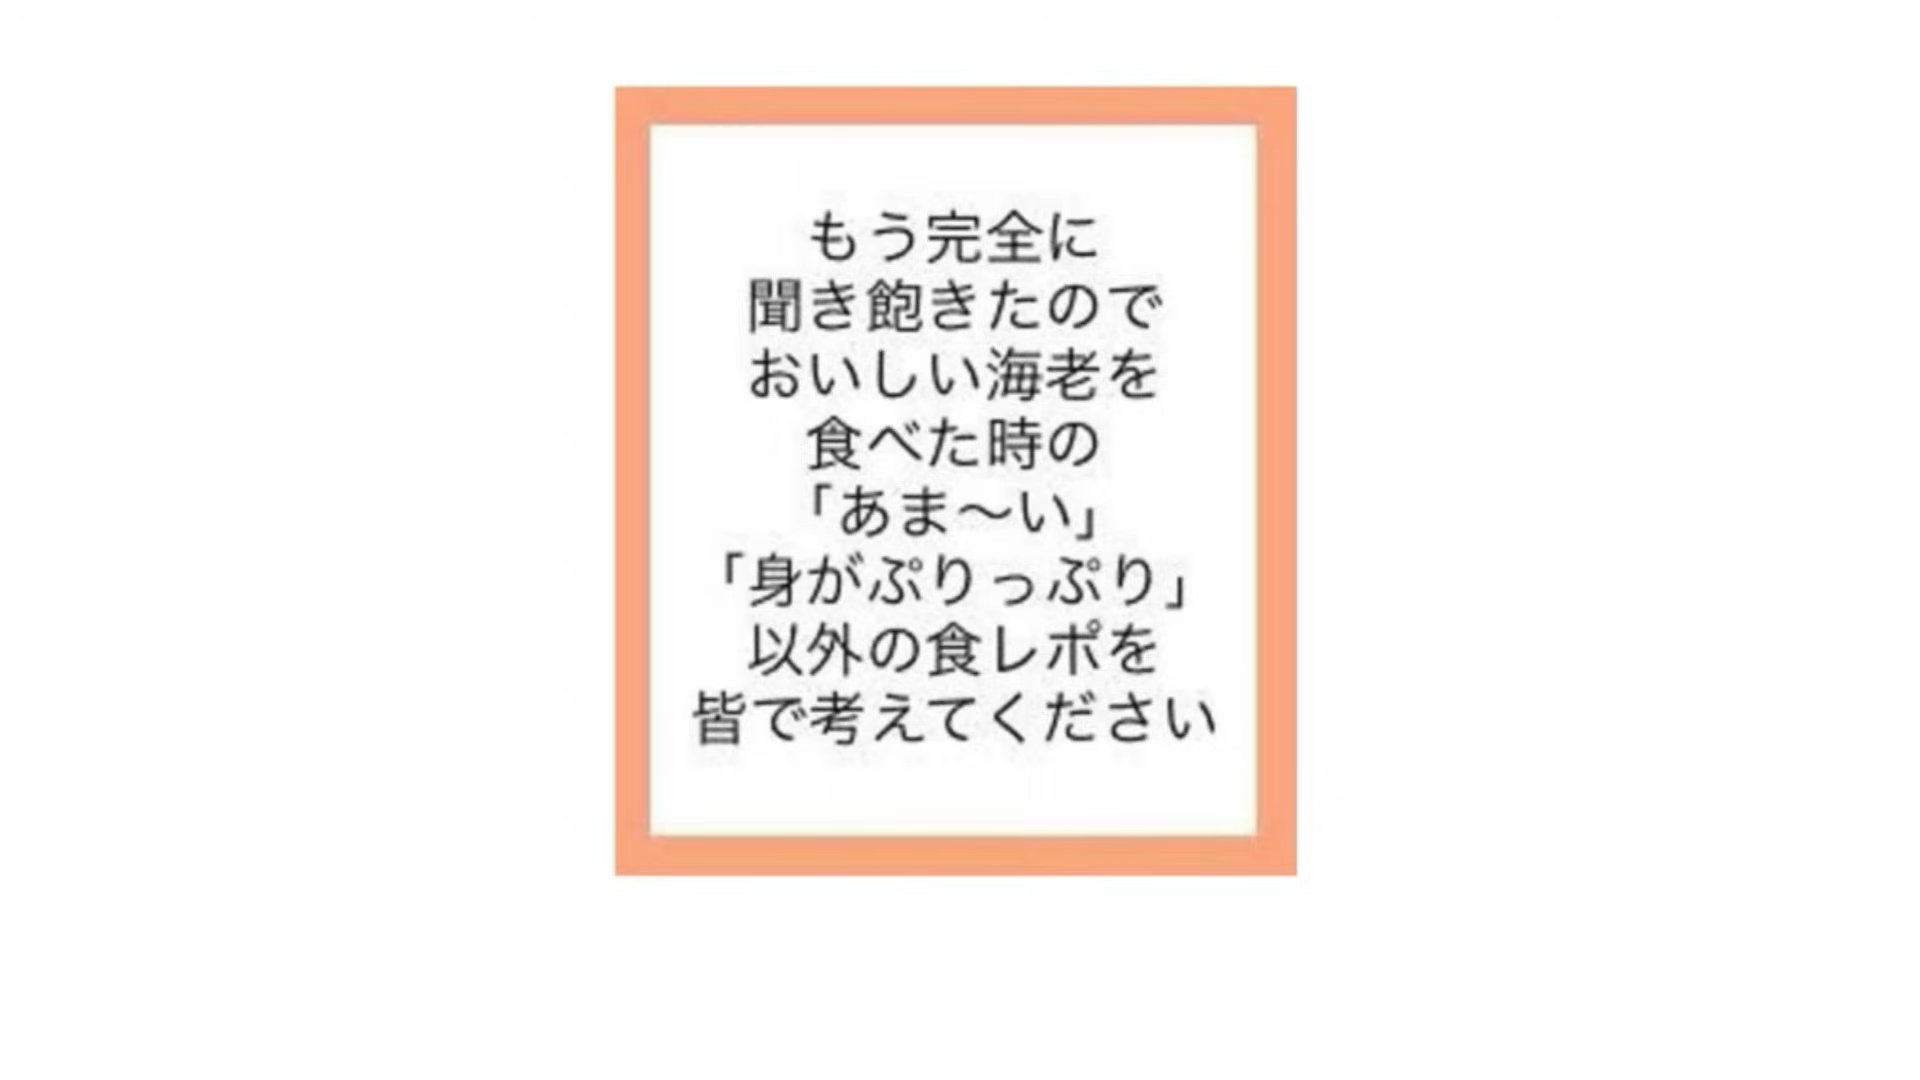 もう完全に
聞き飽きたので
おいしい海老を
食べた時の
「あま〜い」
「身がぷりっぷり」
以外の食レポを
皆で考えてください